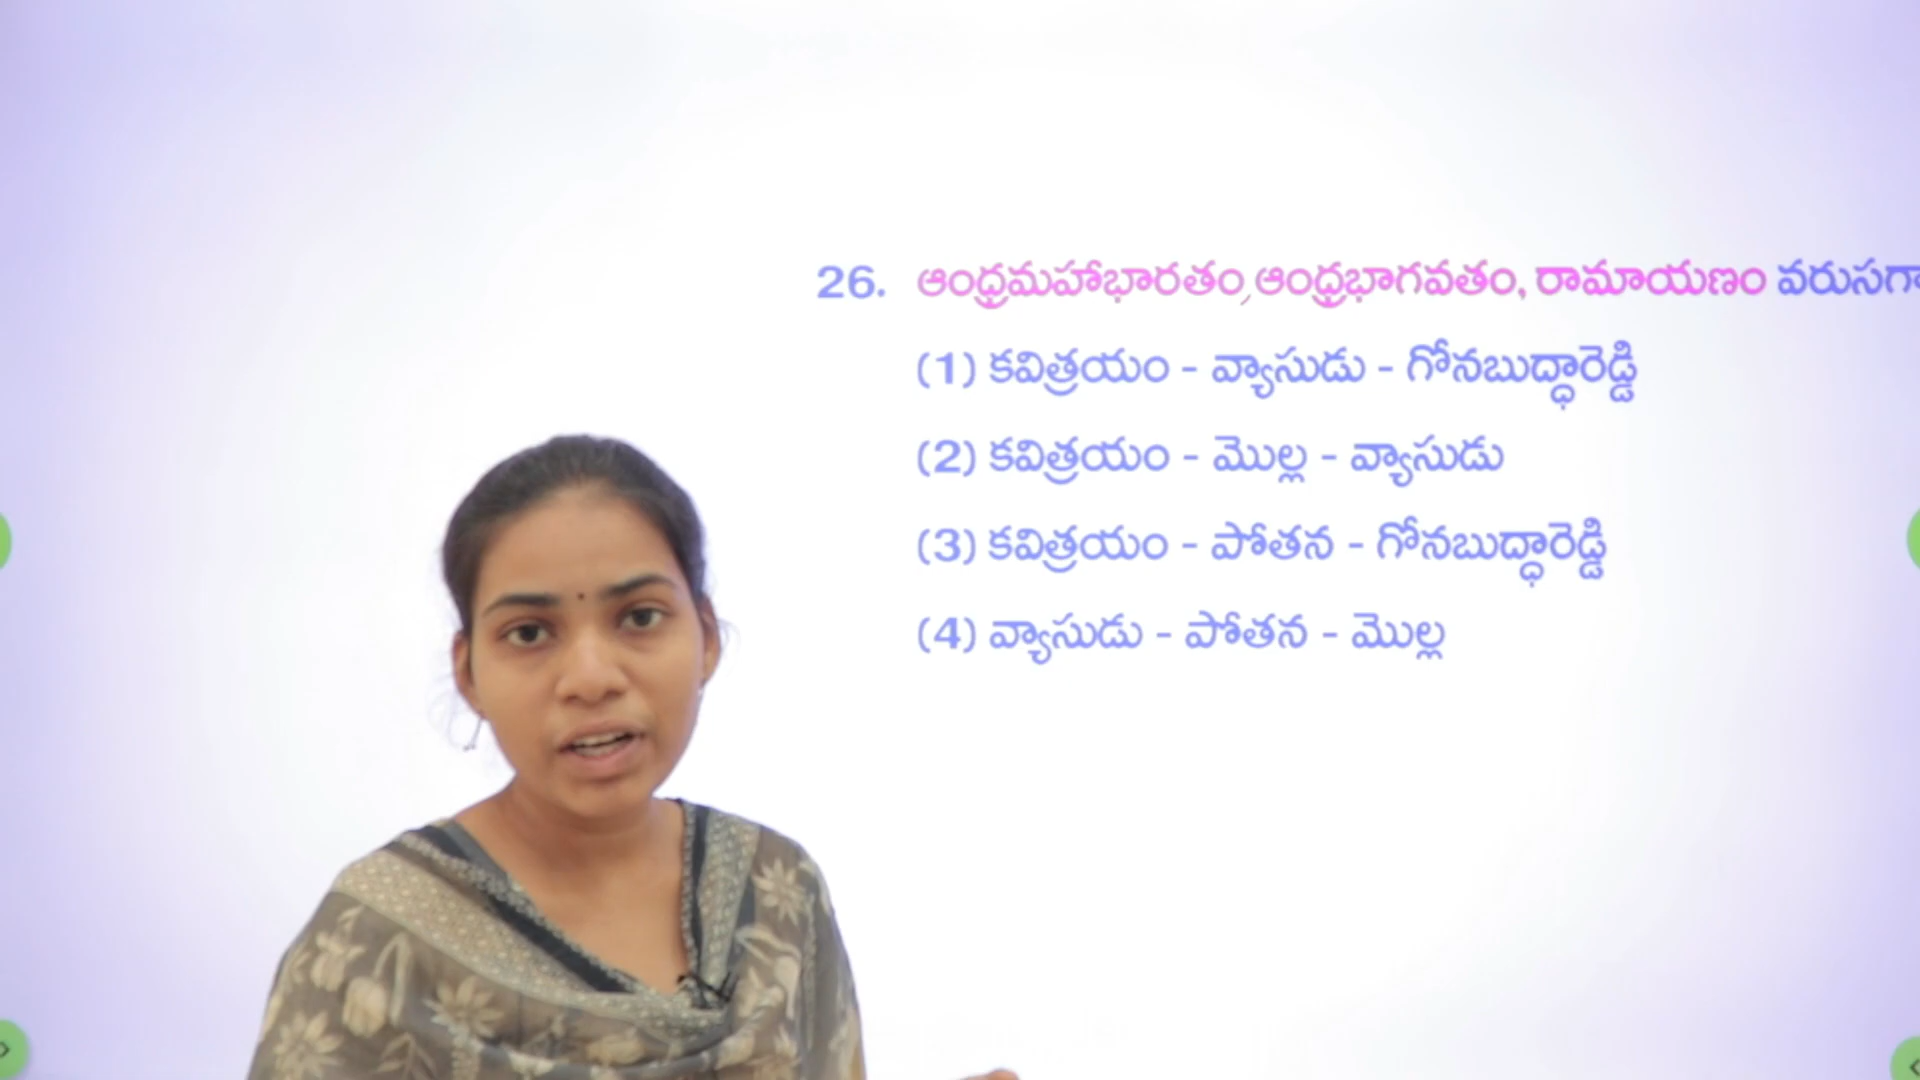 26. ఆంధ్రమహాభారతం, ఆంధ్రభాగవతం, రామాయణం వరుసగా
(1) కవిత్రయం - వ్యాసుడు - గోనబుద్ధారెడ్డి
(2) కవిత్రయం - మొల్ల - వ్యాసుడు
(3) కవిత్రయం - పోతన - గోనబుద్ధారెడ్డి
(4) వ్యాసుడు - పోతన - మొల్ల